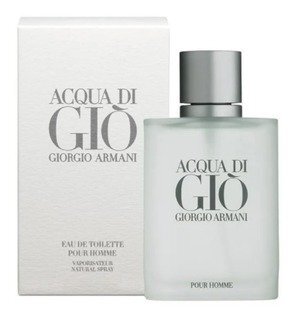 ACQUA DI
GIÒ
GIORGIO ARMANI
EAU DE TOILETTE
POUR HOMME
VAPORISATEUR
NATURAL SPRAY
ACQUA DI
GIÒ
GIORGIO ARMANI
POUR HOMME